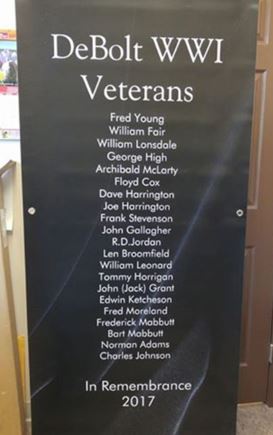 DeBolt WWI
Veterans
Fred Young
William Fair
William Lonsdale
George High
Archibald McLarty
Floyd Cox
Dave Harrington
Joe Harrington
Frank Stevenson
John Gallagher
R.D.Jordan
Len Broomfield
William Leonard
Tommy Horrigan
John (Jack) Grant
Edwin Ketcheson
Fred Moreland
Frederick Mabbutt
Bart Mabbutt
Norman Adams
Charles Johnson
In Remembrance
2017